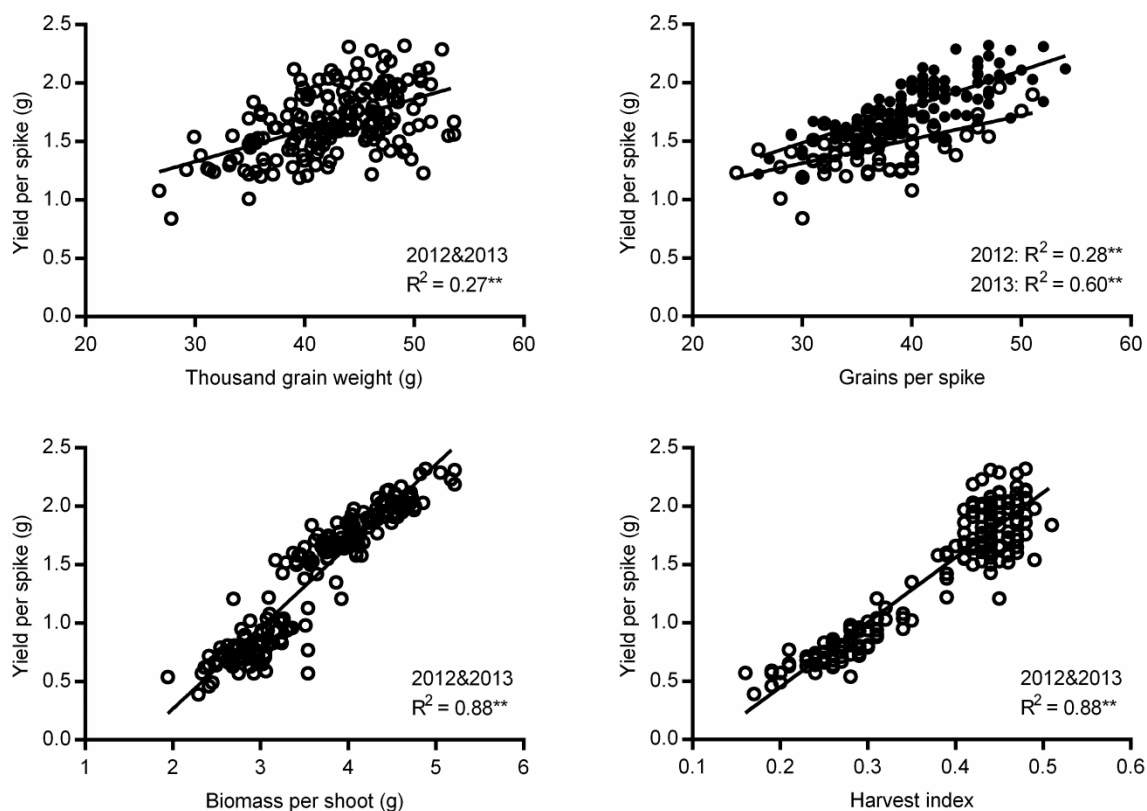 2.5
2.0
1.5
1.0
0.5
0.0
Yield per spike (g)
20 30 40 50 60
Thousand grain weight (g)
2012&2013
R² = 0.27**
2.5
2.0
1.5
1.0
0.5
0.0
Yield per spike (g)
20 30 40 50 60
Grains per spike
2012: R² = 0.28**
2013: R² = 0.60**
2.5
2.0
1.5
1.0
0.5
0.0
Yield per spike (g)
1 2 3 4 5 6
Biomass per shoot (g)
2012&2013
R² = 0.88**
2.5
2.0
1.5
1.0
0.5
0.0
Yield per spike (g)
0.1 0.2 0.3 0.4 0.5 0.6
Harvest index
2012&2013
R² = 0.88**